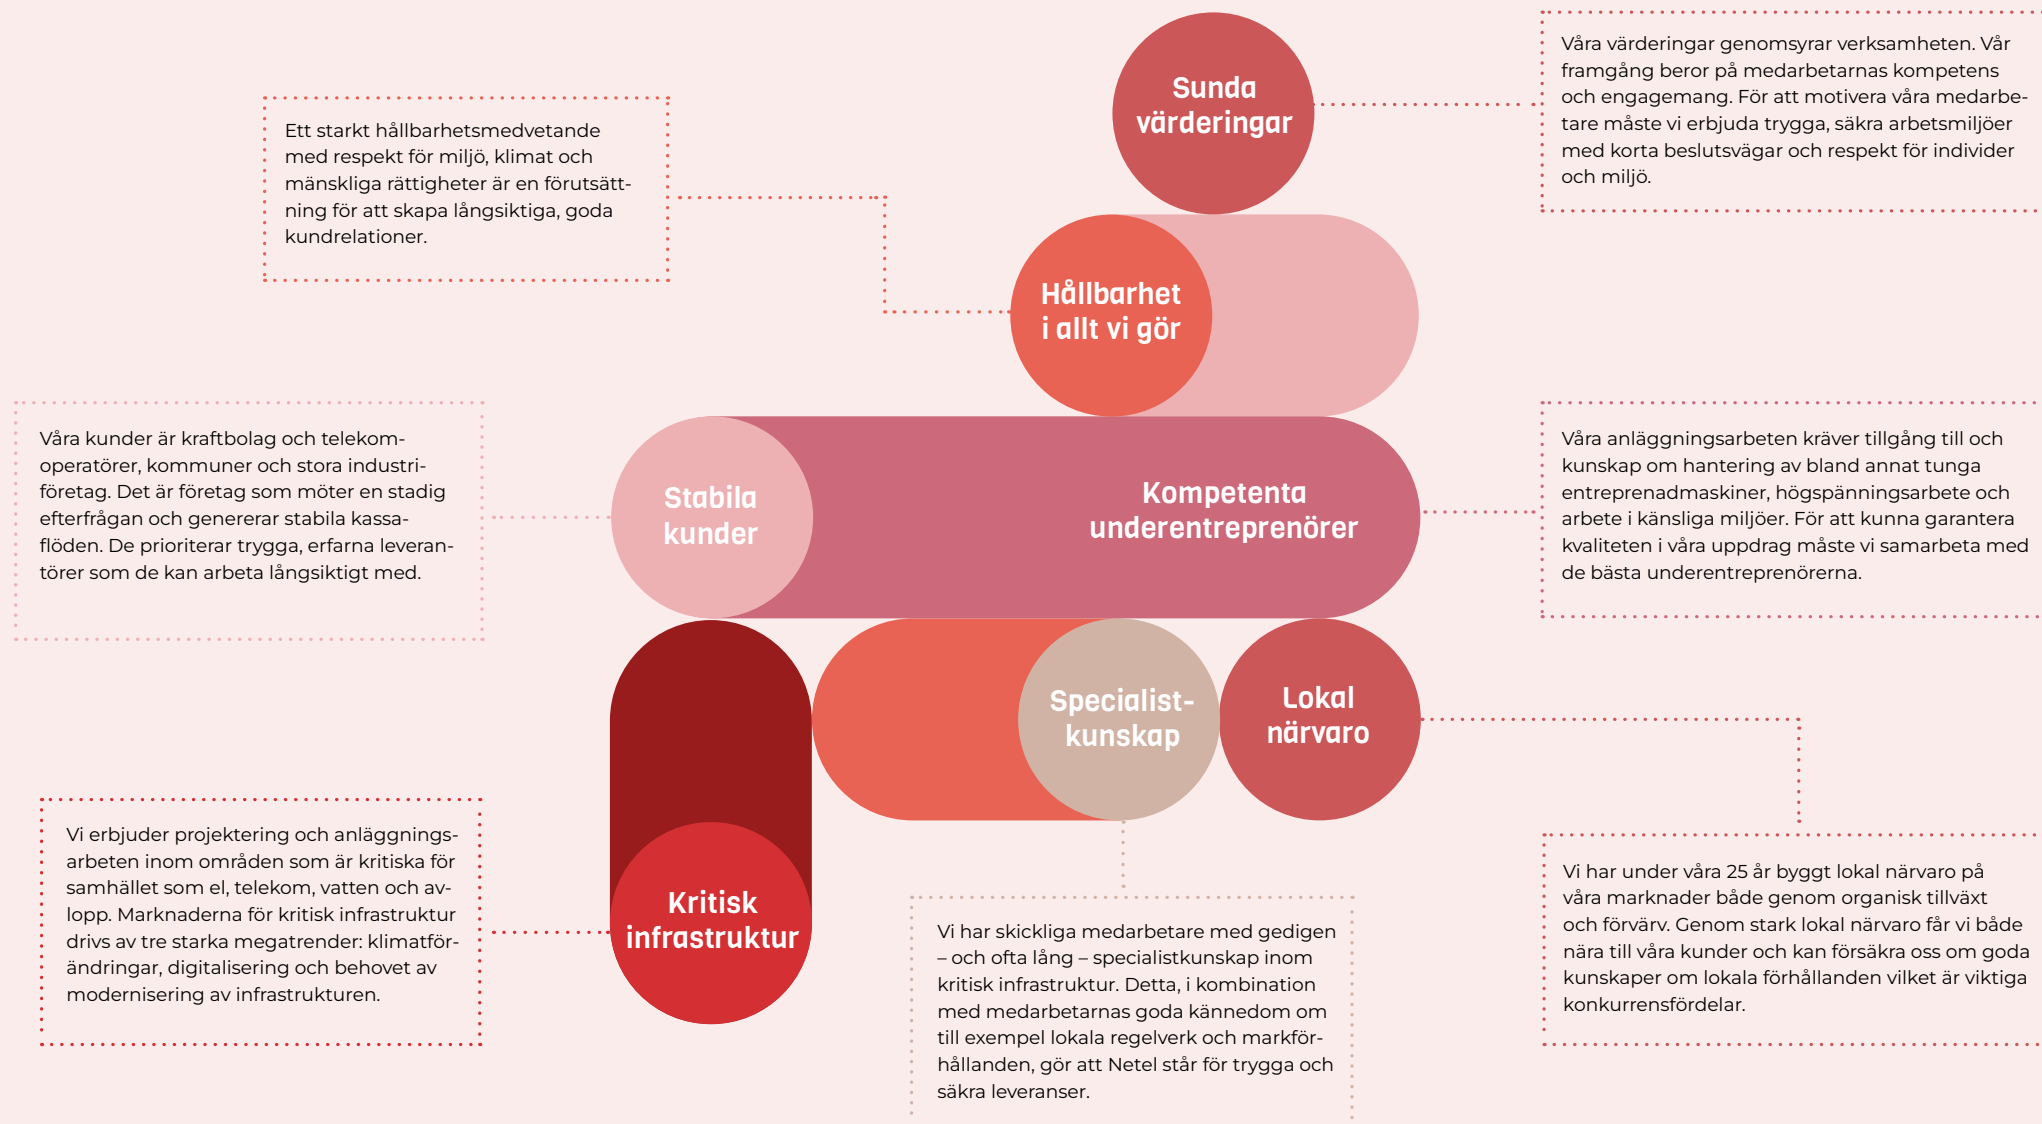 Sunda
värderingar
Våra värderingar genomsyrar verksamheten. Vår
framgång beror på medarbetarnas kompetens
och engagemang. För att motivera våra medarbe-
tare måste vi erbjuda trygga, säkra arbetsmiljöer
med korta beslutsvägar och respekt för individer
och miljö.
Ett starkt hållbarhetsmedvetande
med respekt för miljö, klimat och
mänskliga rättigheter är en förutsätt-
ning för att skapa långsiktiga, goda
kundrelationer.
Hållbarhet
i allt vi gör
Våra kunder är kraftbolag och telekom-
operatörer, kommuner och stora industri-
företag. Det är företag som möter en stadig
efterfrågan och genererar stabila kassa-
flöden. De prioriterar trygga, erfarna leveran-
törer som de kan arbeta långsiktigt med.
Stabila
kunder
Kompetenta
underentreprenörer
Våra anläggningsarbeten kräver tillgång till och
kunskap om hantering av bland annat tunga
entreprenadmaskiner, högspänningsarbete och
arbete i känsliga miljöer. För att kunna garantera
kvaliteten i våra uppdrag måste vi samarbeta med
de bästa underentreprenörerna.
Specialist-
kunskap
Lokal
närvaro
Vi erbjuder projektering och anläggnings-
arbeten inom områden som är kritiska för
samhället som el, telekom, vatten och av-
lopp. Marknaderna för kritisk infrastruktur
drivs av tre starka megatrender: klimatför-
ändringar, digitalisering och behovet av
modernisering av infrastrukturen.
Kritisk
infrastruktur
Vi har skickliga medarbetare med gedigen
– och ofta lång – specialistkunskap inom
kritisk infrastruktur. Detta, i kombination
med medarbetarnas goda kännedom om
till exempel lokala regelverk och markför-
hållanden, gör att Netel står för trygga och
säkra leveranser.
Vi har under våra 25 år byggt lokal närvaro på
våra marknader både genom organisk tillväxt
och förvärv. Genom stark lokal närvaro får vi både
nära till våra kunder och kan försäkra oss om goda
kunskaper om lokala förhållanden vilket är viktiga
konkurrensfördelar.